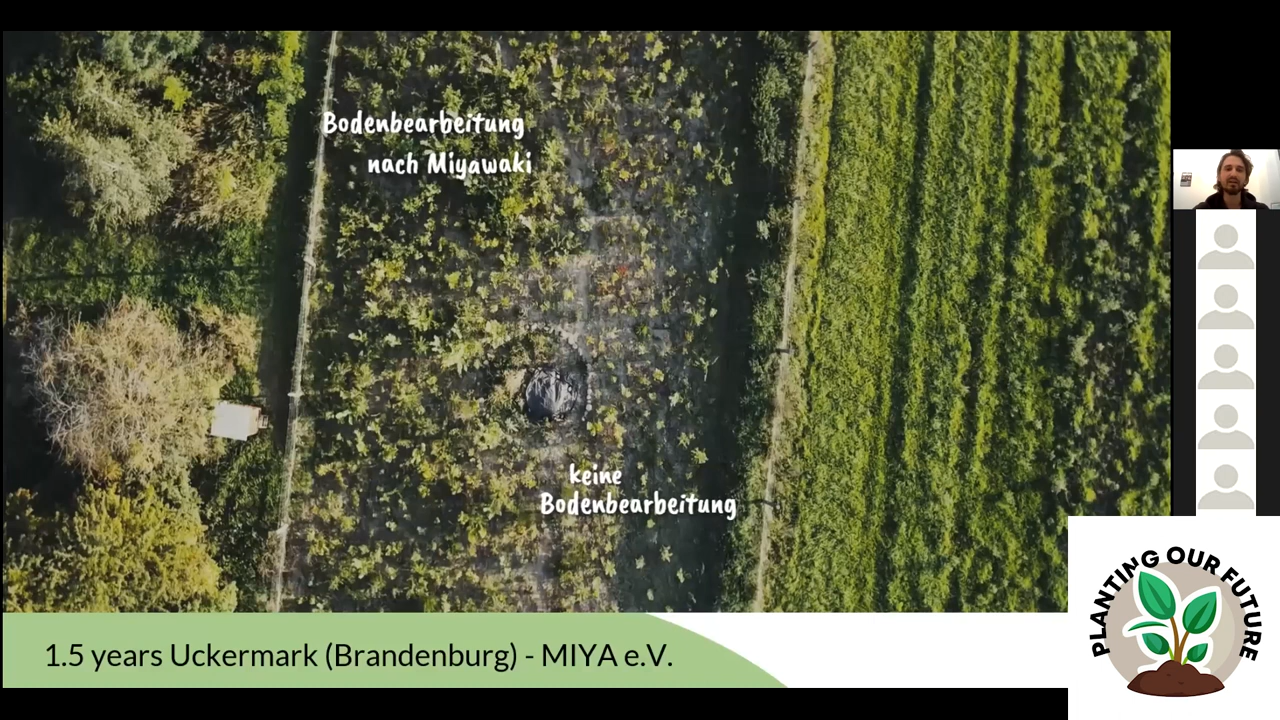 Bodenbearbeitung
nach Miyawaki
keine
Bodenbearbeitung
1.5 years Uckermark (Brandenburg) - MIYA e.V.
PLANTING OUR FUTURE